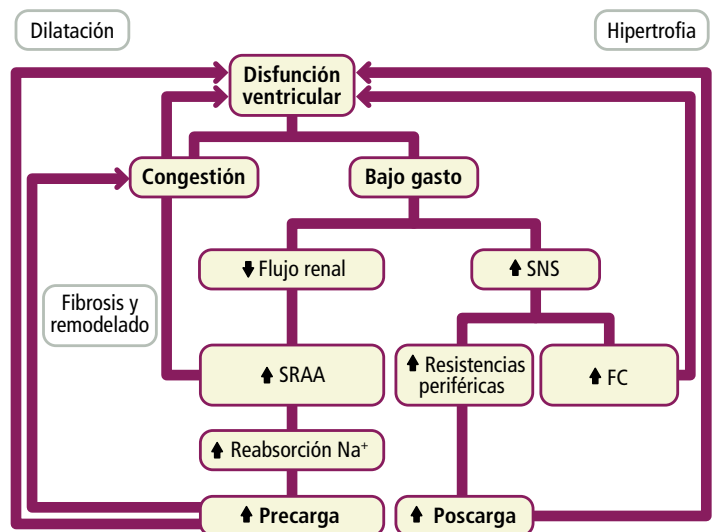 Dilatación
Hipertrofia
Disfunción
ventricular
Congestión
Bajo gasto
Flujo renal
SNS
Fibrosis y
remodelado
SRAA
Resistencias
periféricas
FC
Reabsorción Na⁺
Precarga
Poscarga